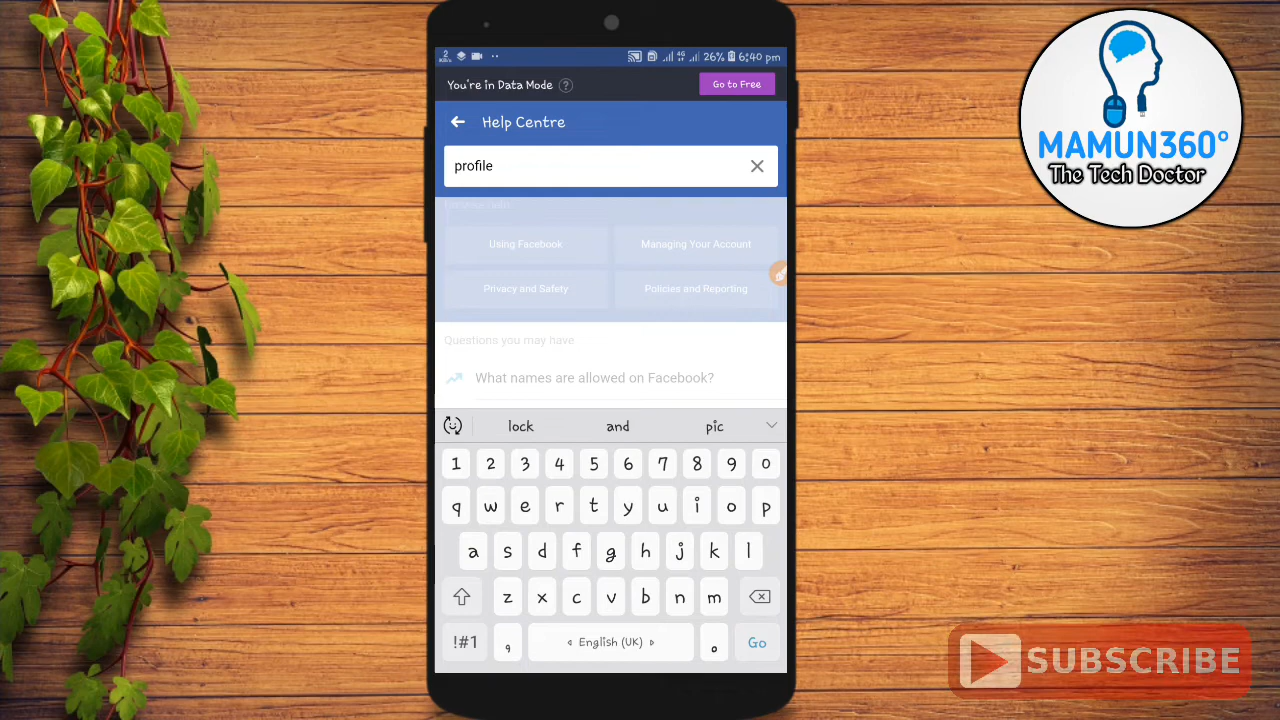 2
KB/s
4G
26%
6:40 pm
You're in Data Mode ?
Go to Free
Help Centre
profile
Using Facebook
Managing Your Account
Privacy and Safety
Policies and Reporting
Questions you may have
What names are allowed on Facebook?
lock and pic
1 2 3 4 5 6 7 8 9 0
q w e r t y u i o p
a s d f g h j k l
z x c v b n m
!#1 , English (UK) . Go
MAMUN360°
The Tech Doctor
SUBSCRIBE